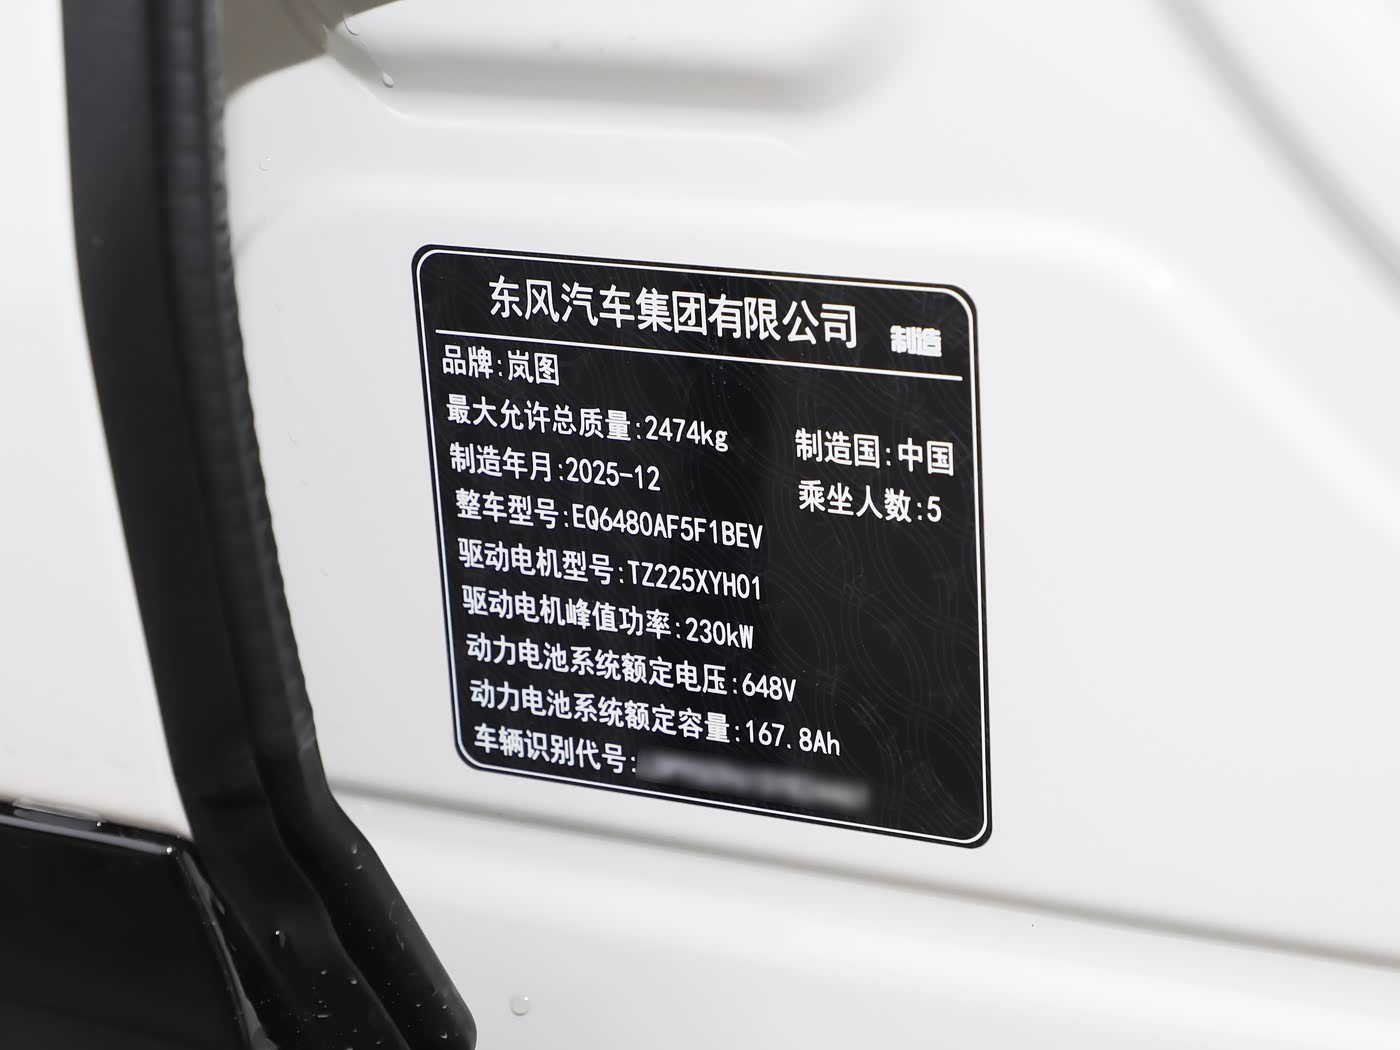 东风汽车集团有限公司 制造
品牌:岚图
最大允许总质量:2474kg 制造国:中国
制造年月:2025-12 乘坐人数:5
整车型号:EQ6480AF5F1BEV
驱动电机型号:TZ225XYH01
驱动电机峰值功率:230kW
动力电池系统额定电压:648V
动力电池系统额定容量:167.8Ah
车辆识别代号: